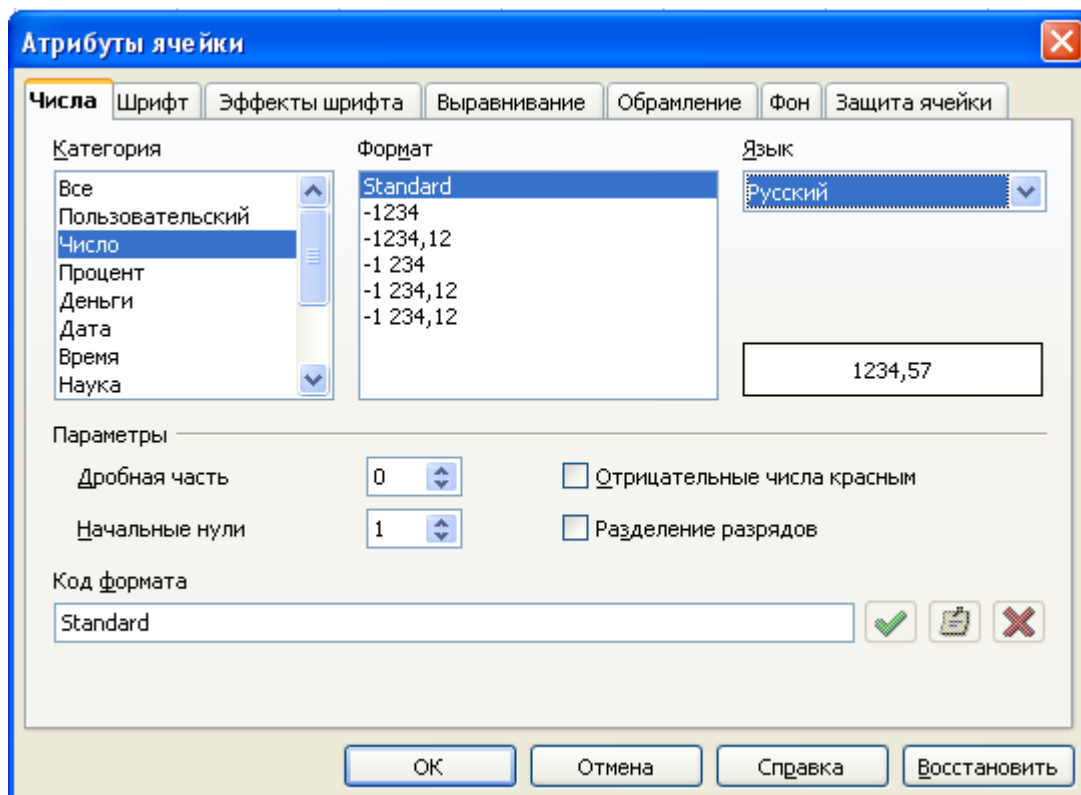 Атрибуты ячейки
Числа Шрифт Эффекты шрифта Выравнивание Обрамление Фон Защита ячейки
Категория
Все
Пользовательский
Число
Процент
Деньги
Дата
Время
Наука
Формат
Standard
-1234
-1234,12
-1 234
-1 234,12
-1 234,12
Язык
Русский
1234,57
Параметры
Дробная часть 0
Отрицательные числа красным
Начальные нули 1
Разделение разрядов
Код формата
Standard
ОК Отмена Справка Восстановить